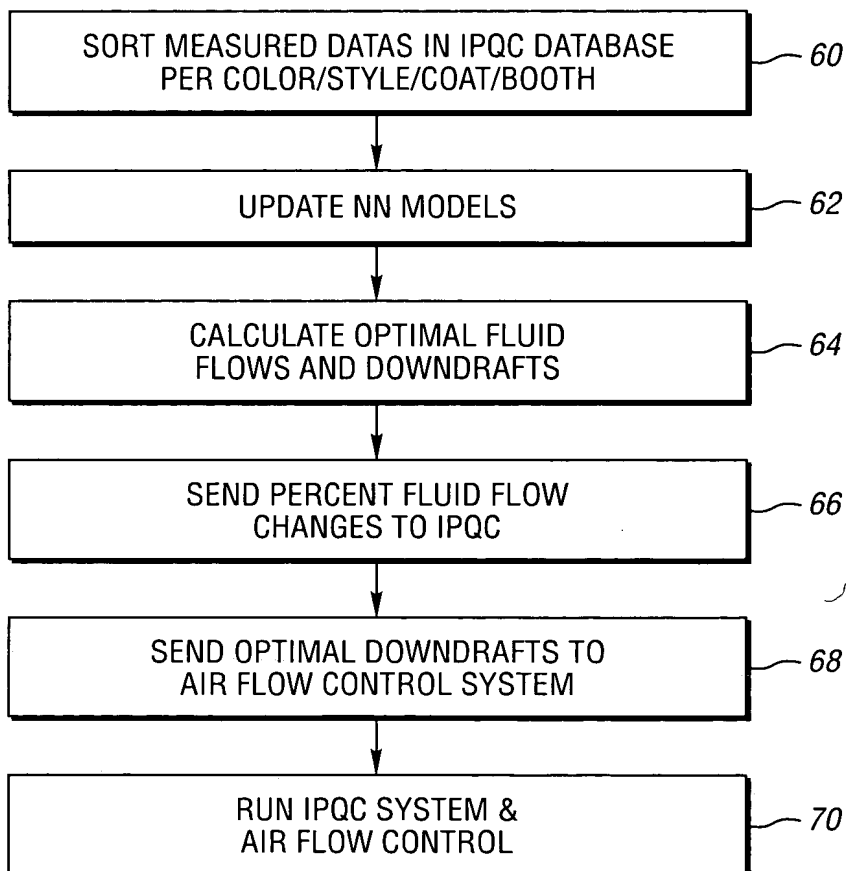 SORT MEASURED DATAS IN IPQC DATABASE
PER COLOR/STYLE/COAT/BOOTH
60
UPDATE NN MODELS
62
CALCULATE OPTIMAL FLUID
FLOWS AND DOWNDRAFTS
64
SEND PERCENT FLUID FLOW
CHANGES TO IPQC
66
SEND OPTIMAL DOWNDRAFTS TO
AIR FLOW CONTROL SYSTEM
68
RUN IPQC SYSTEM &
AIR FLOW CONTROL
70